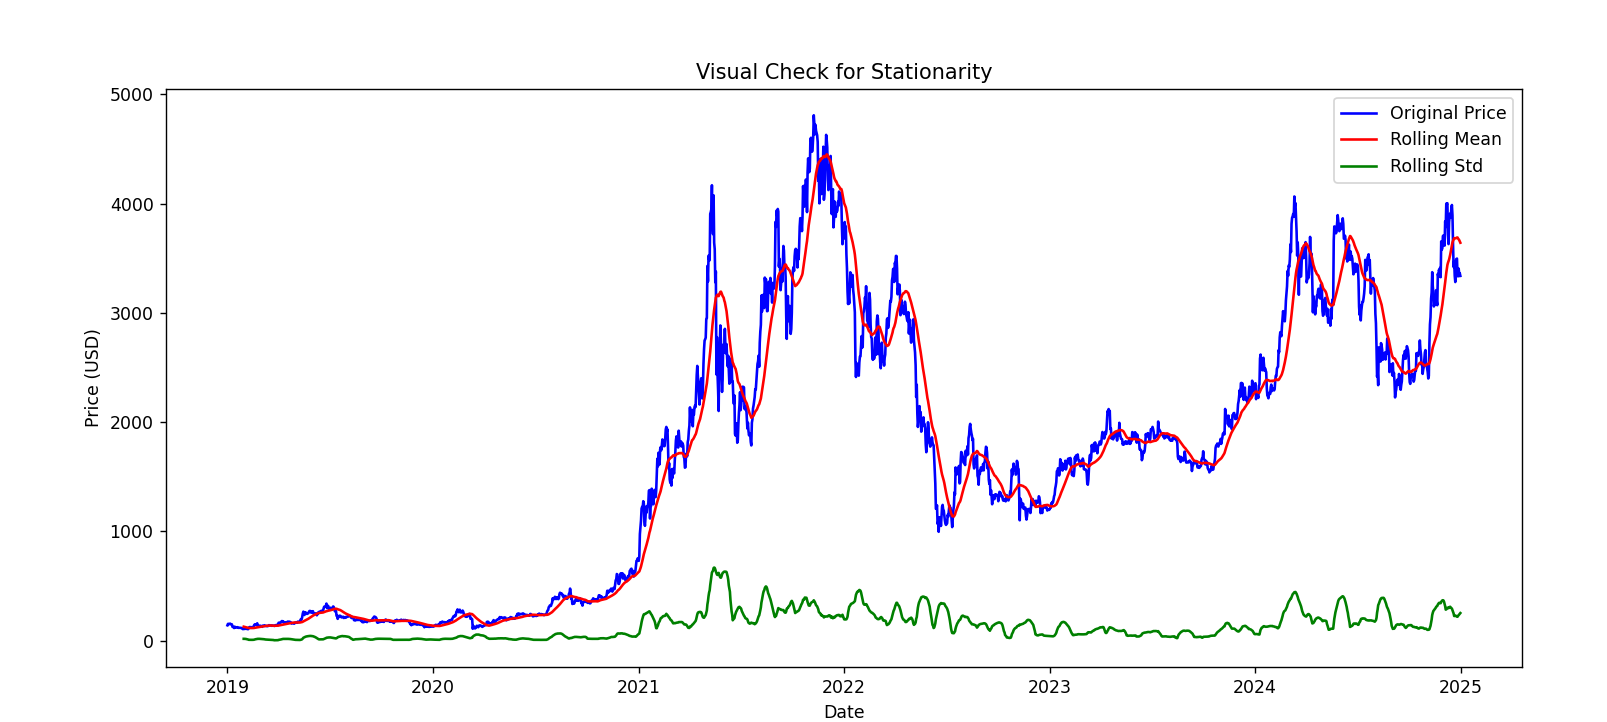 Visual Check for Stationarity
Price (USD)
5000
4000
3000
2000
1000
0
Original Price
Rolling Mean
Rolling Std
2019 2020 2021 2022 2023 2024 2025
Date